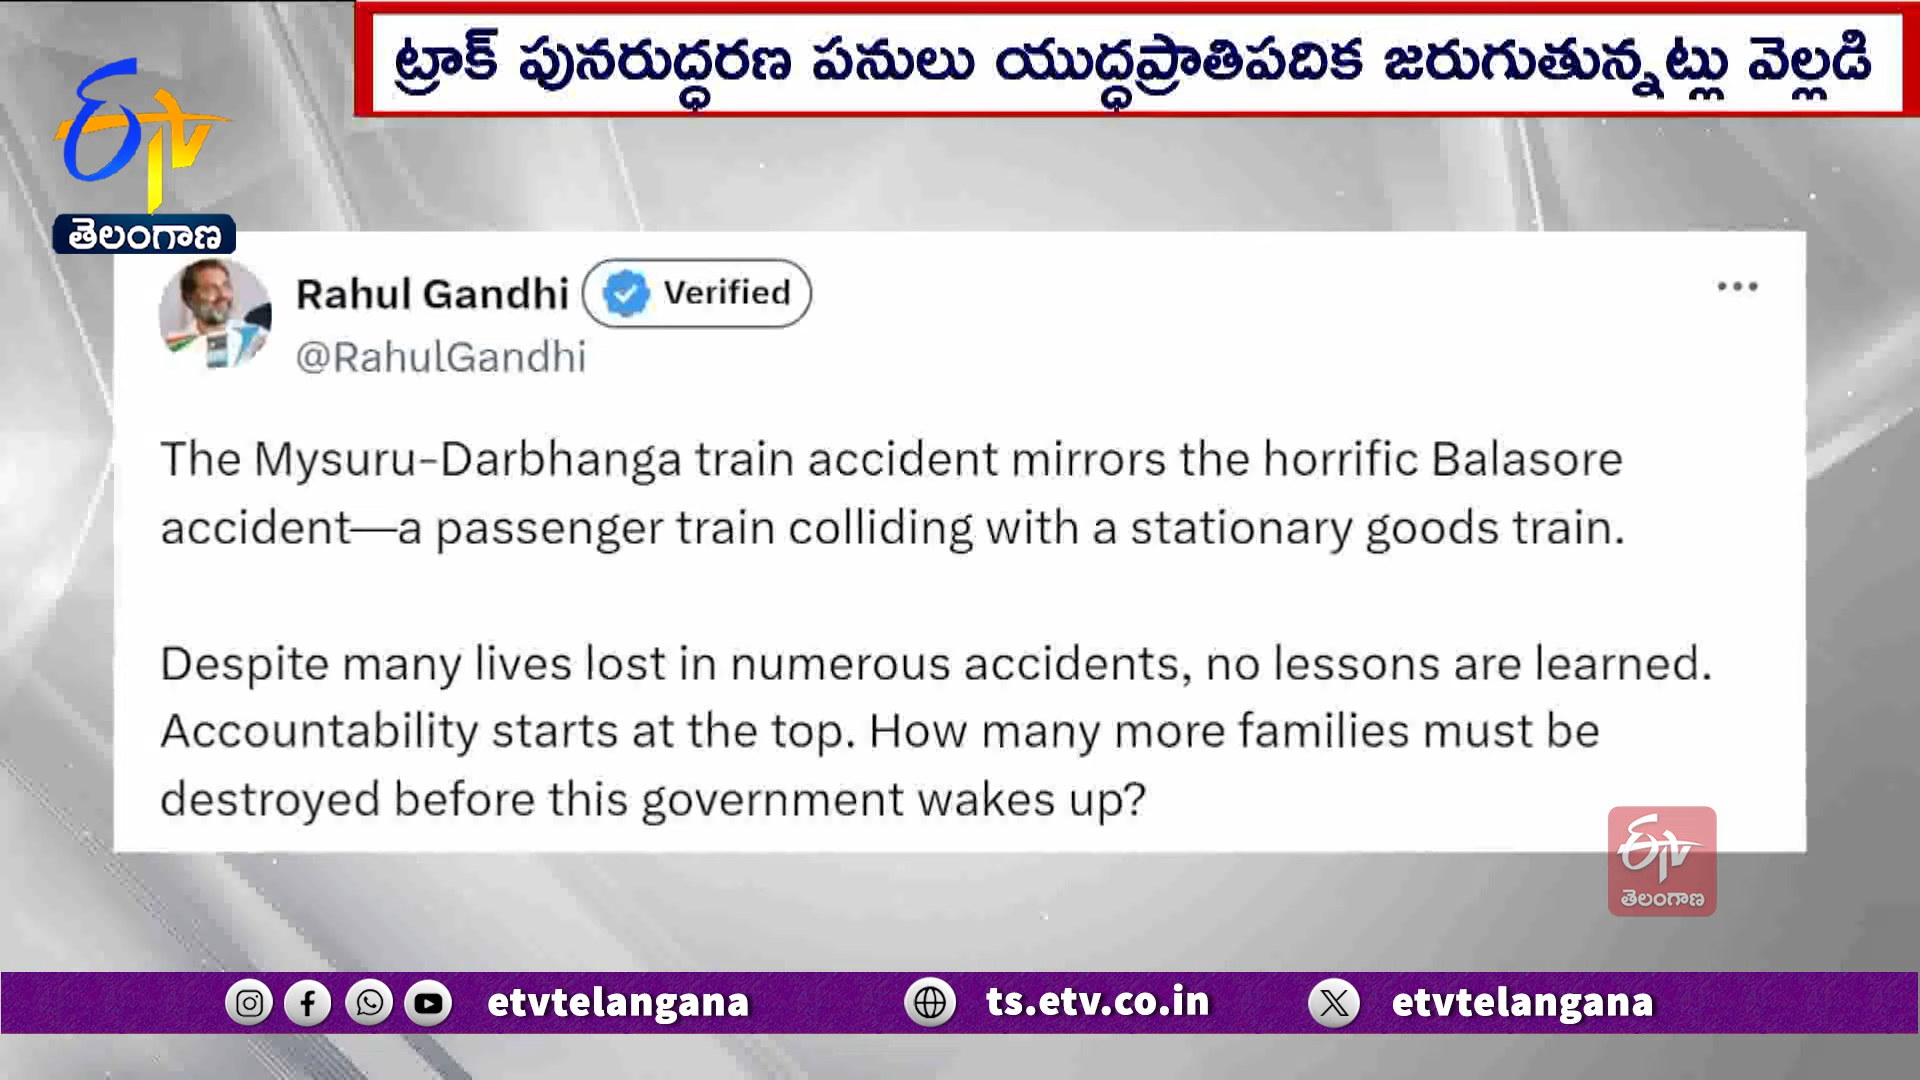 ట్రాక్ పునరుద్ధరణ పనులు యుద్ధప్రాతిపదిక జరుగుతున్నట్లు వెల్లడి
ETV
తెలంగాణ
Rahul Gandhi Verified
@RahulGandhi
The Mysuru-Darbhanga train accident mirrors the horrific Balasore
accident—a passenger train colliding with a stationary goods train.
Despite many lives lost in numerous accidents, no lessons are learned.
Accountability starts at the top. How many more families must be
destroyed before this government wakes up?
ETV
తెలంగాణ
etvtelangana ts.etv.co.in etvtelangana